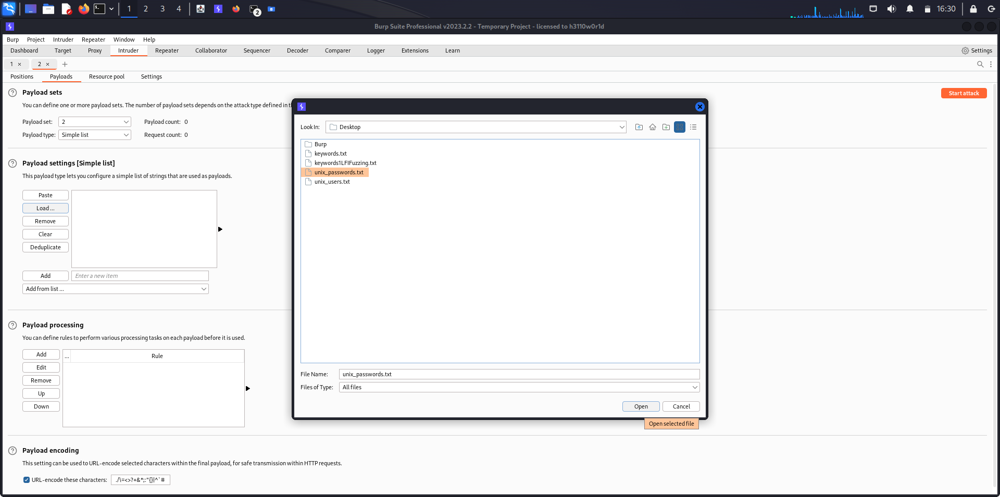 1 2 3 4 2 16:30
Burp Suite Professional v2023.2.2 - Temporary Project - licensed to h3110w0r1d
Burp Project Intruder Repeater Window Help
Dashboard Target Proxy Intruder Repeater Collaborator Sequencer Decoder Comparer Logger Extensions Learn Settings
1 × 2 × +
Positions Payloads Resource pool Settings
? Payload sets
Start attack
You can define one or more payload sets. The number of payload sets depends on the attack type defined in
Payload set: 2 Payload count: 0
Payload type: Simple list Request count: 0
? Payload settings [Simple list]
This payload type lets you configure a simple list of strings that are used as payloads.
Paste
Load ...
Remove
Clear
Deduplicate
Add Enter a new item
Add from list ...
? Payload processing
You can define rules to perform various processing tasks on each payload before it is used.
Add ... Rule
Edit
Remove
Up
Down
? Payload encoding
This setting can be used to URL-encode selected characters within the final payload, for safe transmission within HTTP requests.
URL-encode these characters: ./\=<>?+&*;:"{}|^`#
Look In: Desktop
Burp
keywords.txt
keywords1LFIFuzzing.txt
unix_passwords.txt
unix_users.txt
File Name: unix_passwords.txt
Files of Type: All files
Open Cancel
Open selected file